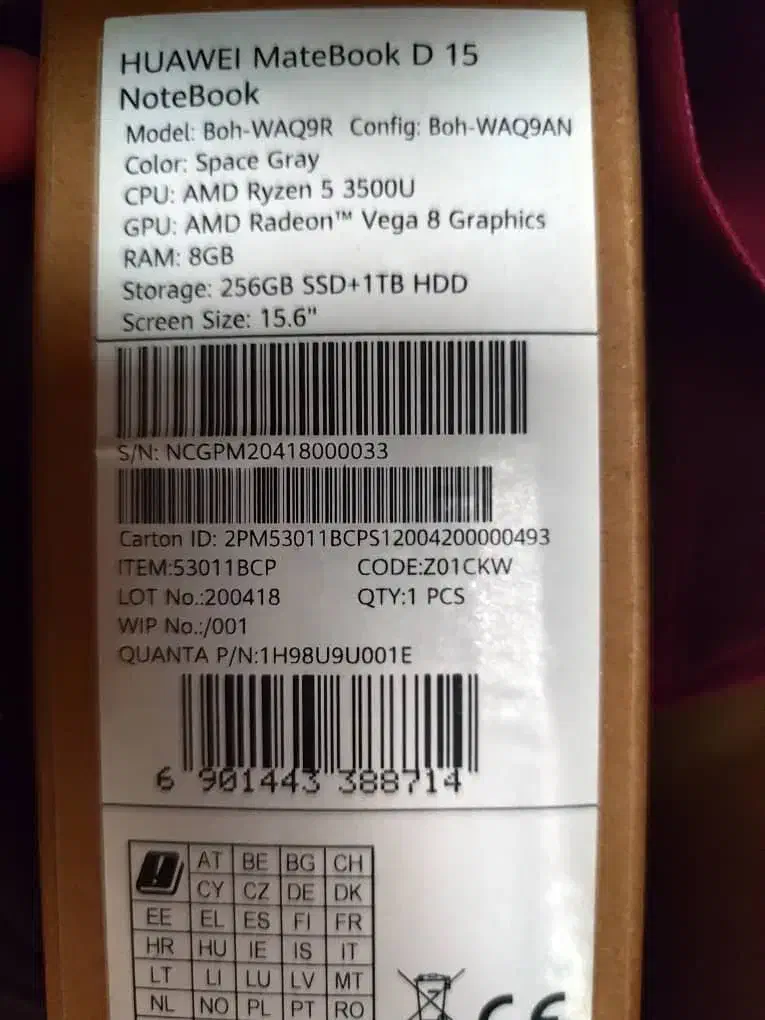 HUAWEI MateBook D 15
NoteBook
Model: Boh-WAQ9R Config: Boh-WAQ9AN
Color: Space Gray
CPU: AMD Ryzen 5 3500U
GPU: AMD Radeon™ Vega 8 Graphics
RAM: 8GB
Storage: 256GB SSD+1TB HDD
Screen Size: 15.6"
S/N: NCGPM20418000033
Carton ID: 2PM53011BCPS12004200000493
ITEM:53011BCP CODE:Z01CKW
LOT No.:200418 QTY:1 PCS
WIP No.:/001
QUANTA P/N:1H98U9U001E
6 901443 388714
AT BE BG CH
CY CZ DE DK
EE EL ES FI FR
HR HU IE IS IT
LT LI LU LV MT
NL NO PL PT RO
CE